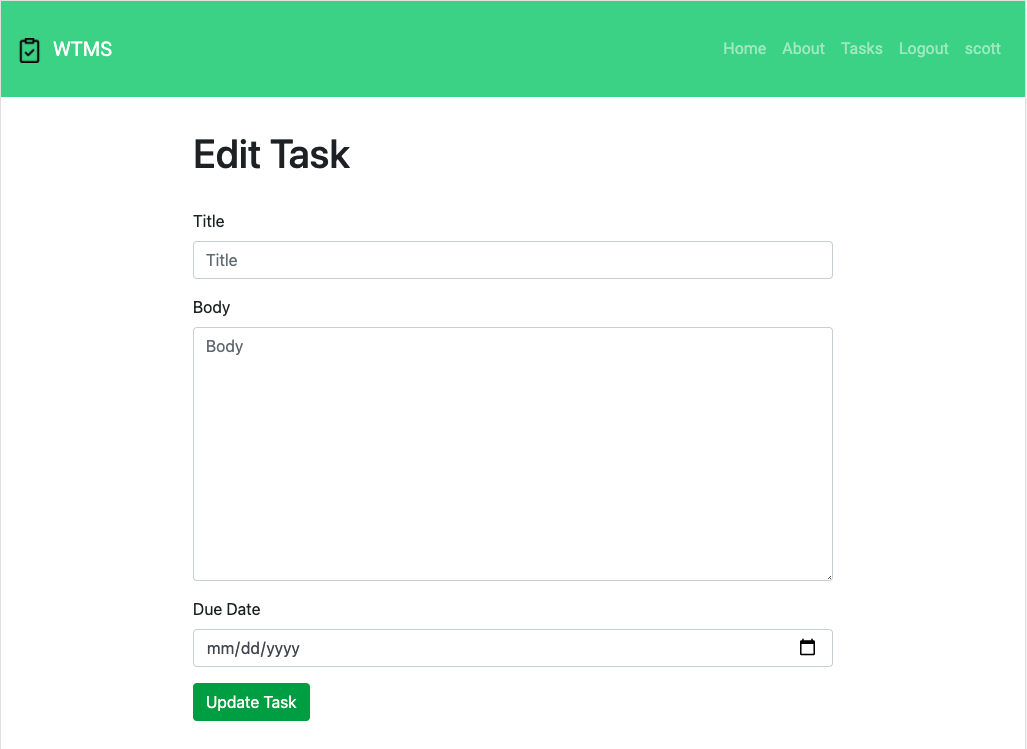 WTMS
Home About Tasks Logout scott
Edit Task
Title
Title
Body
Body
Due Date
mm/dd/yyyy
Update Task